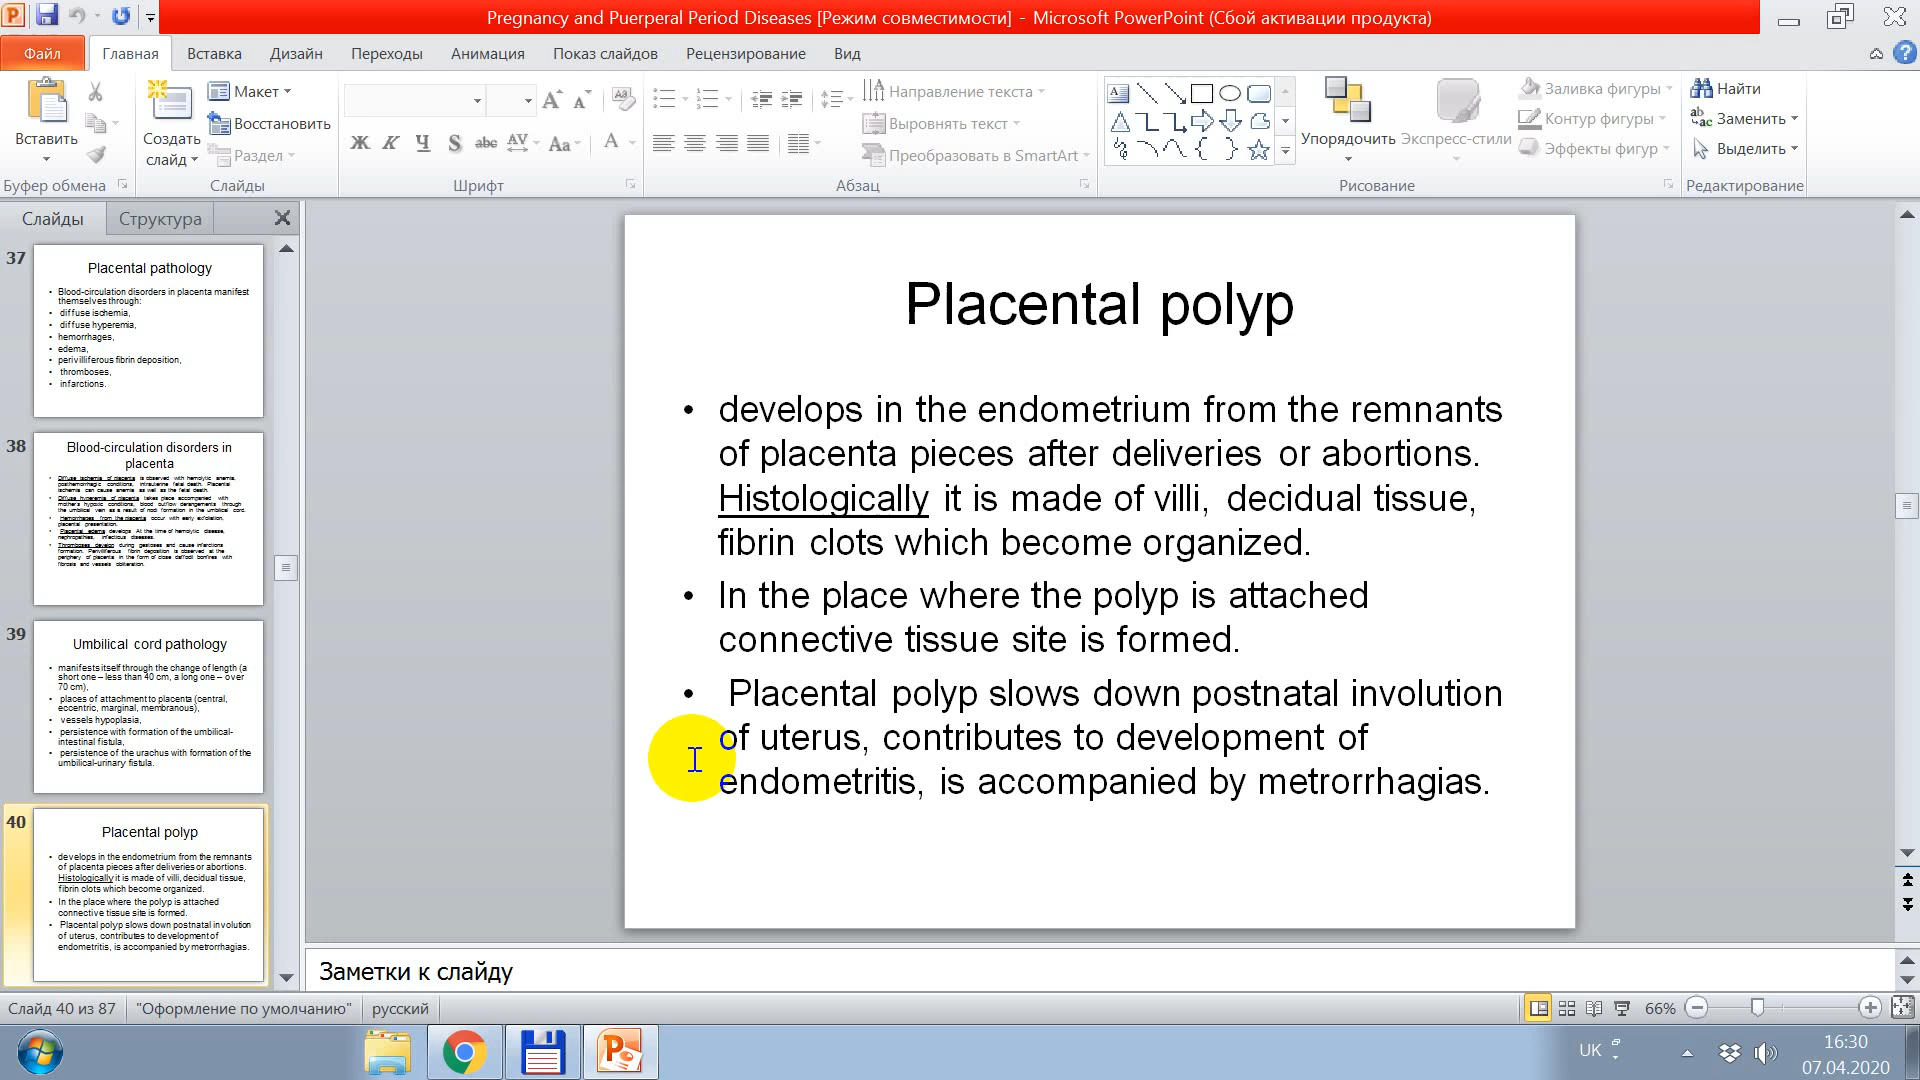 Pregnancy and Puerperal Period Diseases [Режим совместимости] - Microsoft PowerPoint (Сбой активации продукта)
Файл Главная Вставка Дизайн Переходы Анимация Показ слайдов Рецензирование Вид
Вставить
Буфер обмена
Создать слайд
Макет
Восстановить
Раздел
Слайды
Ж К Ч S abc AV Aa A
Шрифт
Направление текста
Выровнять текст
Преобразовать в SmartArt
Абзац
Упорядочить
Экспресс-стили
Заливка фигуры
Контур фигуры
Эффекты фигур
Рисование
Найти
Заменить
Выделить
Редактирование
Слайды Структура
37
Placental pathology
• Blood-circulation disorders in placenta manifest
themselves through:
• diffuse ischemia,
• diffuse hyperemia,
• hemorrhages,
• edema,
• perivilliferous fibrin deposition,
• thromboses,
• infarctions.
38
Blood-circulation disorders in
placenta
39
Umbilical cord pathology
• manifests itself through the change of length (a
short one – less than 40 cm, a long one – over
70 cm),
• places of attachment to placenta (central,
eccentric, marginal, membranous),
• vessels hypoplasia,
• persistence with formation of the umbilical-
intestinal fistula,
• persistence of the urachus with formation of the
umbilical-urinary fistula.
40
Placental polyp
• develops in the endometrium from the remnants
of placenta pieces after deliveries or abortions.
Histologically it is made of villi, decidual tissue,
fibrin clots which become organized.
• In the place where the polyp is attached
connective tissue site is formed.
• Placental polyp slows down postnatal involution
of uterus, contributes to development of
endometritis, is accompanied by metrorrhagias.
Placental polyp
• develops in the endometrium from the remnants
of placenta pieces after deliveries or abortions.
Histologically it is made of villi, decidual tissue,
fibrin clots which become organized.
• In the place where the polyp is attached
connective tissue site is formed.
• Placental polyp slows down postnatal involution
of uterus, contributes to development of
endometritis, is accompanied by metrorrhagias.
Заметки к слайду
Слайд 40 из 87 "Оформление по умолчанию" русский 66%
UK 16:30
07.04.2020